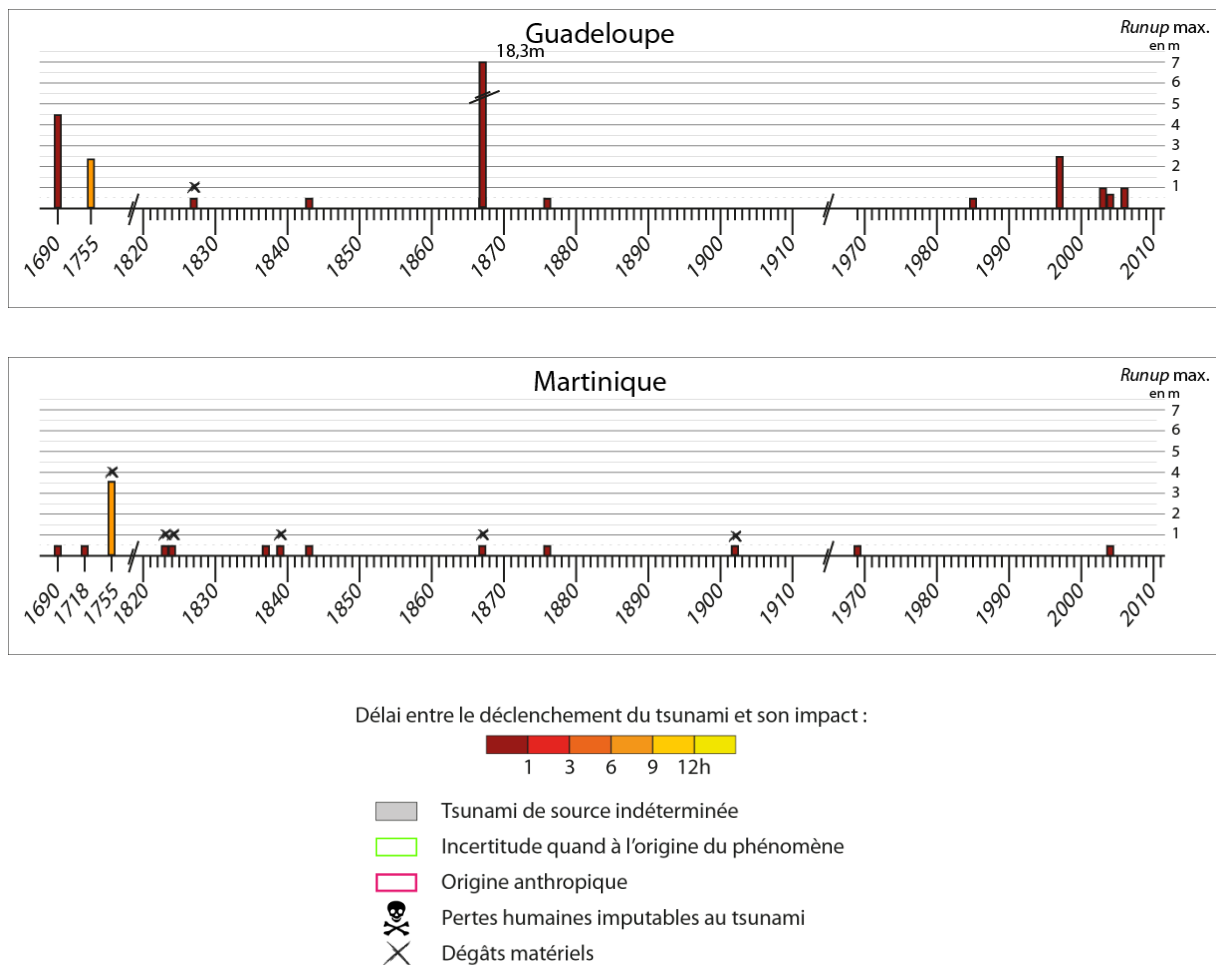 Guadeloupe
Runup max.
en m
18,3m
7
6
5
4
3
2
1
1690 1755 1820 1830 1840 1850 1860 1870 1880 1890 1900 1910 1970 1980 1990 2000 2010
Martinique
Runup max.
en m
7
6
5
4
3
2
1
1690 1718 1755 1820 1830 1840 1850 1860 1870 1880 1890 1900 1910 1970 1980 1990 2000 2010
Délai entre le déclenchement du tsunami et son impact :
1 3 6 9 12h
Tsunami de source indéterminée
Incertitude quand à l'origine du phénomène
Origine anthropique
Pertes humaines imputables au tsunami
Dégâts matériels